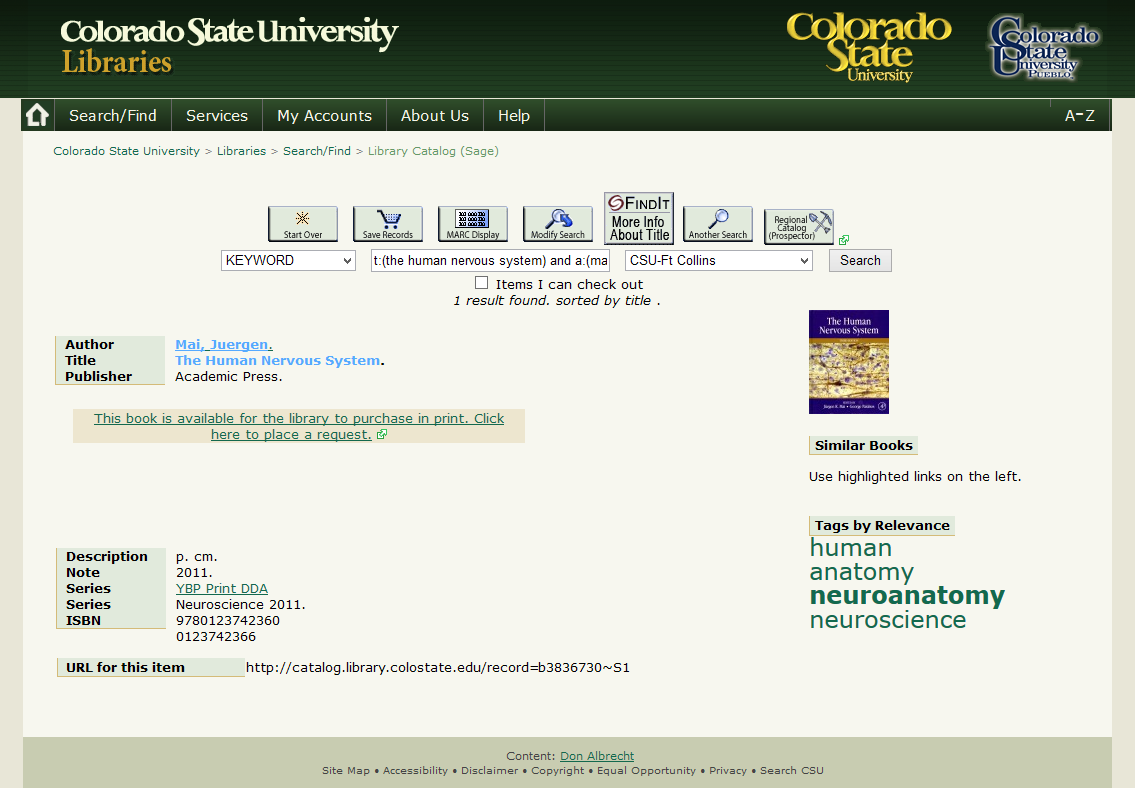 Colorado State University
Libraries
Colorado
State
University
Colorado
State
University
PUEBLO
Search/Find Services My Accounts About Us Help A-Z
Colorado State University > Libraries > Search/Find > Library Catalog (Sage)
Start Over
Save Records
MARC Display
Modify Search
FINDIT
More Info
About Title
Another Search
Regional
Catalog
(Prospector)
KEYWORD t:(the human nervous system) and a:(ma CSU-Ft Collins Search
Items I can check out
1 result found. sorted by title .
Author Mai, Juergen.
Title The Human Nervous System.
Publisher Academic Press.
This book is available for the library to purchase in print. Click
here to place a request.
Description p. cm.
Note 2011.
Series YBP Print DDA
Series Neuroscience 2011.
ISBN 9780123742360
0123742366
URL for this item http://catalog.library.colostate.edu/record=b3836730~S1
The Human
Nervous System
Similar Books
Use highlighted links on the left.
Tags by Relevance
human
anatomy
neuroanatomy
neuroscience
Content: Don Albrecht
Site Map • Accessibility • Disclaimer • Copyright • Equal Opportunity • Privacy • Search CSU